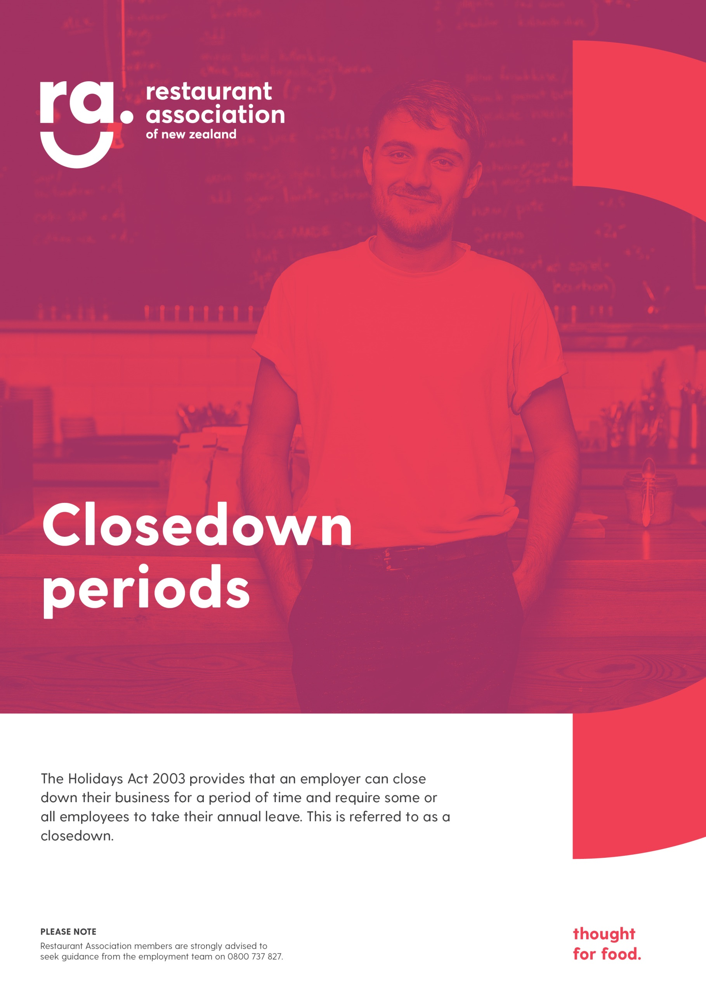 ra.
restaurant
association
of new zealand
Closedown
periods
The Holidays Act 2003 provides that an employer can close
down their business for a period of time and require some or
all employees to take their annual leave. This is referred to as a
closedown.
PLEASE NOTE
Restaurant Association members are strongly advised to
seek guidance from the employment team on 0800 737 827.
thought
for food.